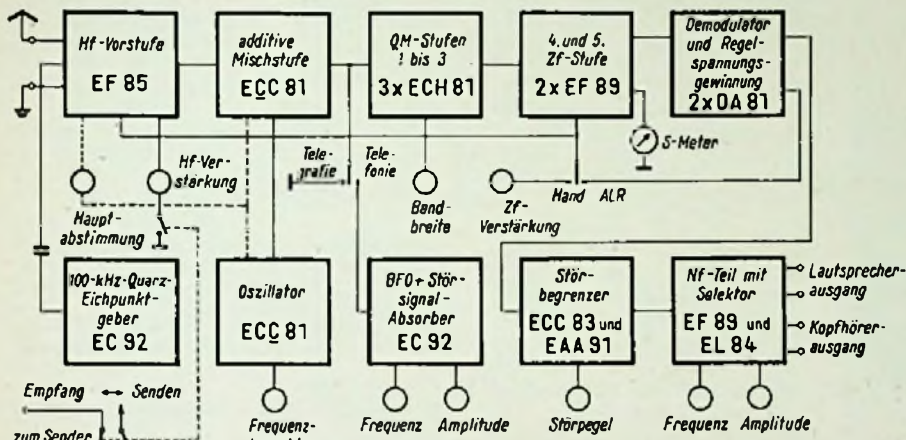 Hf-Vorstufe
EF 85
additive
Mischstufe
ECC 81
QM-Stufen
1 bis 3
3x ECH 81
4. und 5.
Zf-Stufe
2x EF 89
Demodulator
und Regel-
spannungs-
gewinnung
2x OA 81
S-Meter
Hf-Ver-
stärkung
Tele-
grafie
Tele-
fonie
Haupt-
abstimmung
Band-
breite
Zf-
Verstärkung
Hand ALR
100-kHz-Quarz-
Eichpunkt-
geber
EC 92
Oszillator
ECC 81
BFO + Stör-
signal-
Absorber
EC 92
Stör-
begrenzer
ECC 83 und
EAA 91
Nf-Teil mit
Selektor
EF 89 und
EL 84
Lautsprecher-
ausgang
Kopfhörer-
ausgang
Empfang ↔ Senden
zum Sender
Frequenz-
Frequenz Amplitude
Störpegel
Frequenz Amplitude